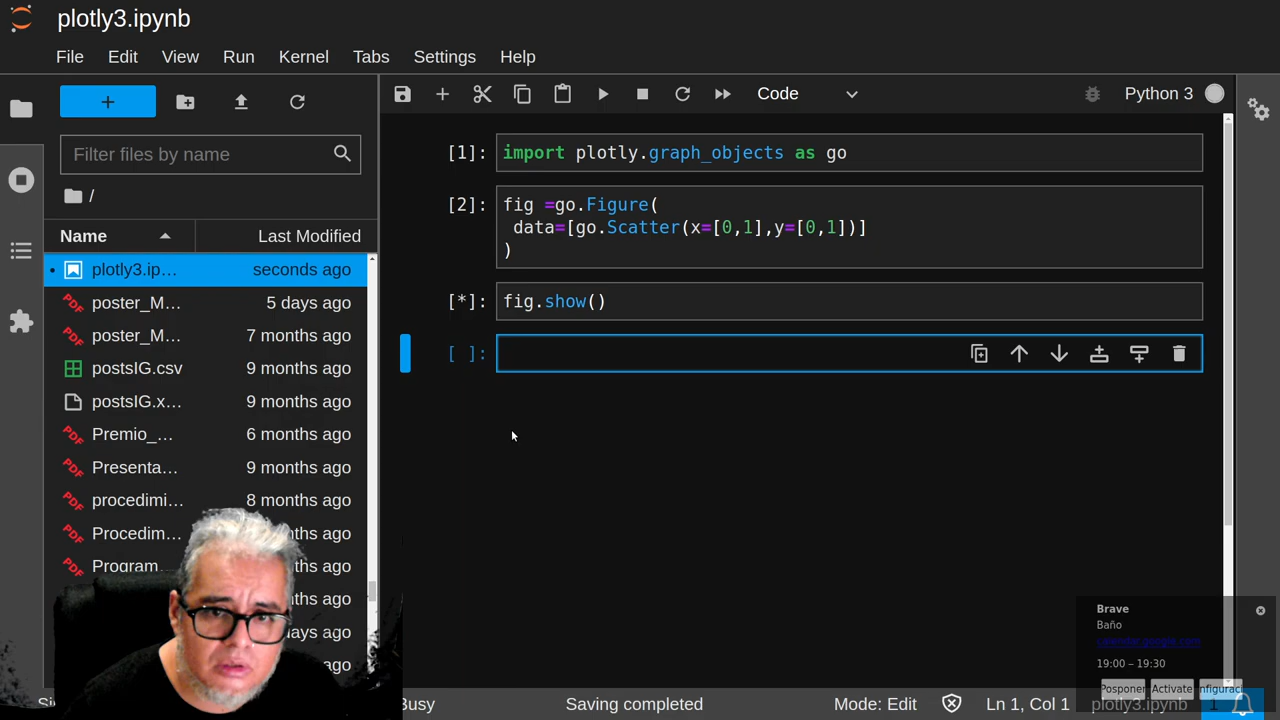 plotly3.ipynb
File Edit View Run Kernel Tabs Settings Help
Code
Python 3
Filter files by name
/
Name Last Modified
plotly3.ip... seconds ago
poster_M... 5 days ago
poster_M... 7 months ago
postsIG.csv 9 months ago
postsIG.x... 9 months ago
Premio_... 6 months ago
Presenta... 9 months ago
procedimi... 8 months ago
Procedim... ago
Program... ago
ago
ago
ago
[1]: import plotly.graph_objects as go
[2]: fig =go.Figure(
data=[go.Scatter(x=[0,1],y=[0,1])]
)
[*]: fig.show()
[ ]:
Brave
Baño
calendar.google.com
19:00 – 19:30
Posponer Activate
Busy Saving completed Mode: Edit Ln 1, Col 1 plotly3.ipynb 1